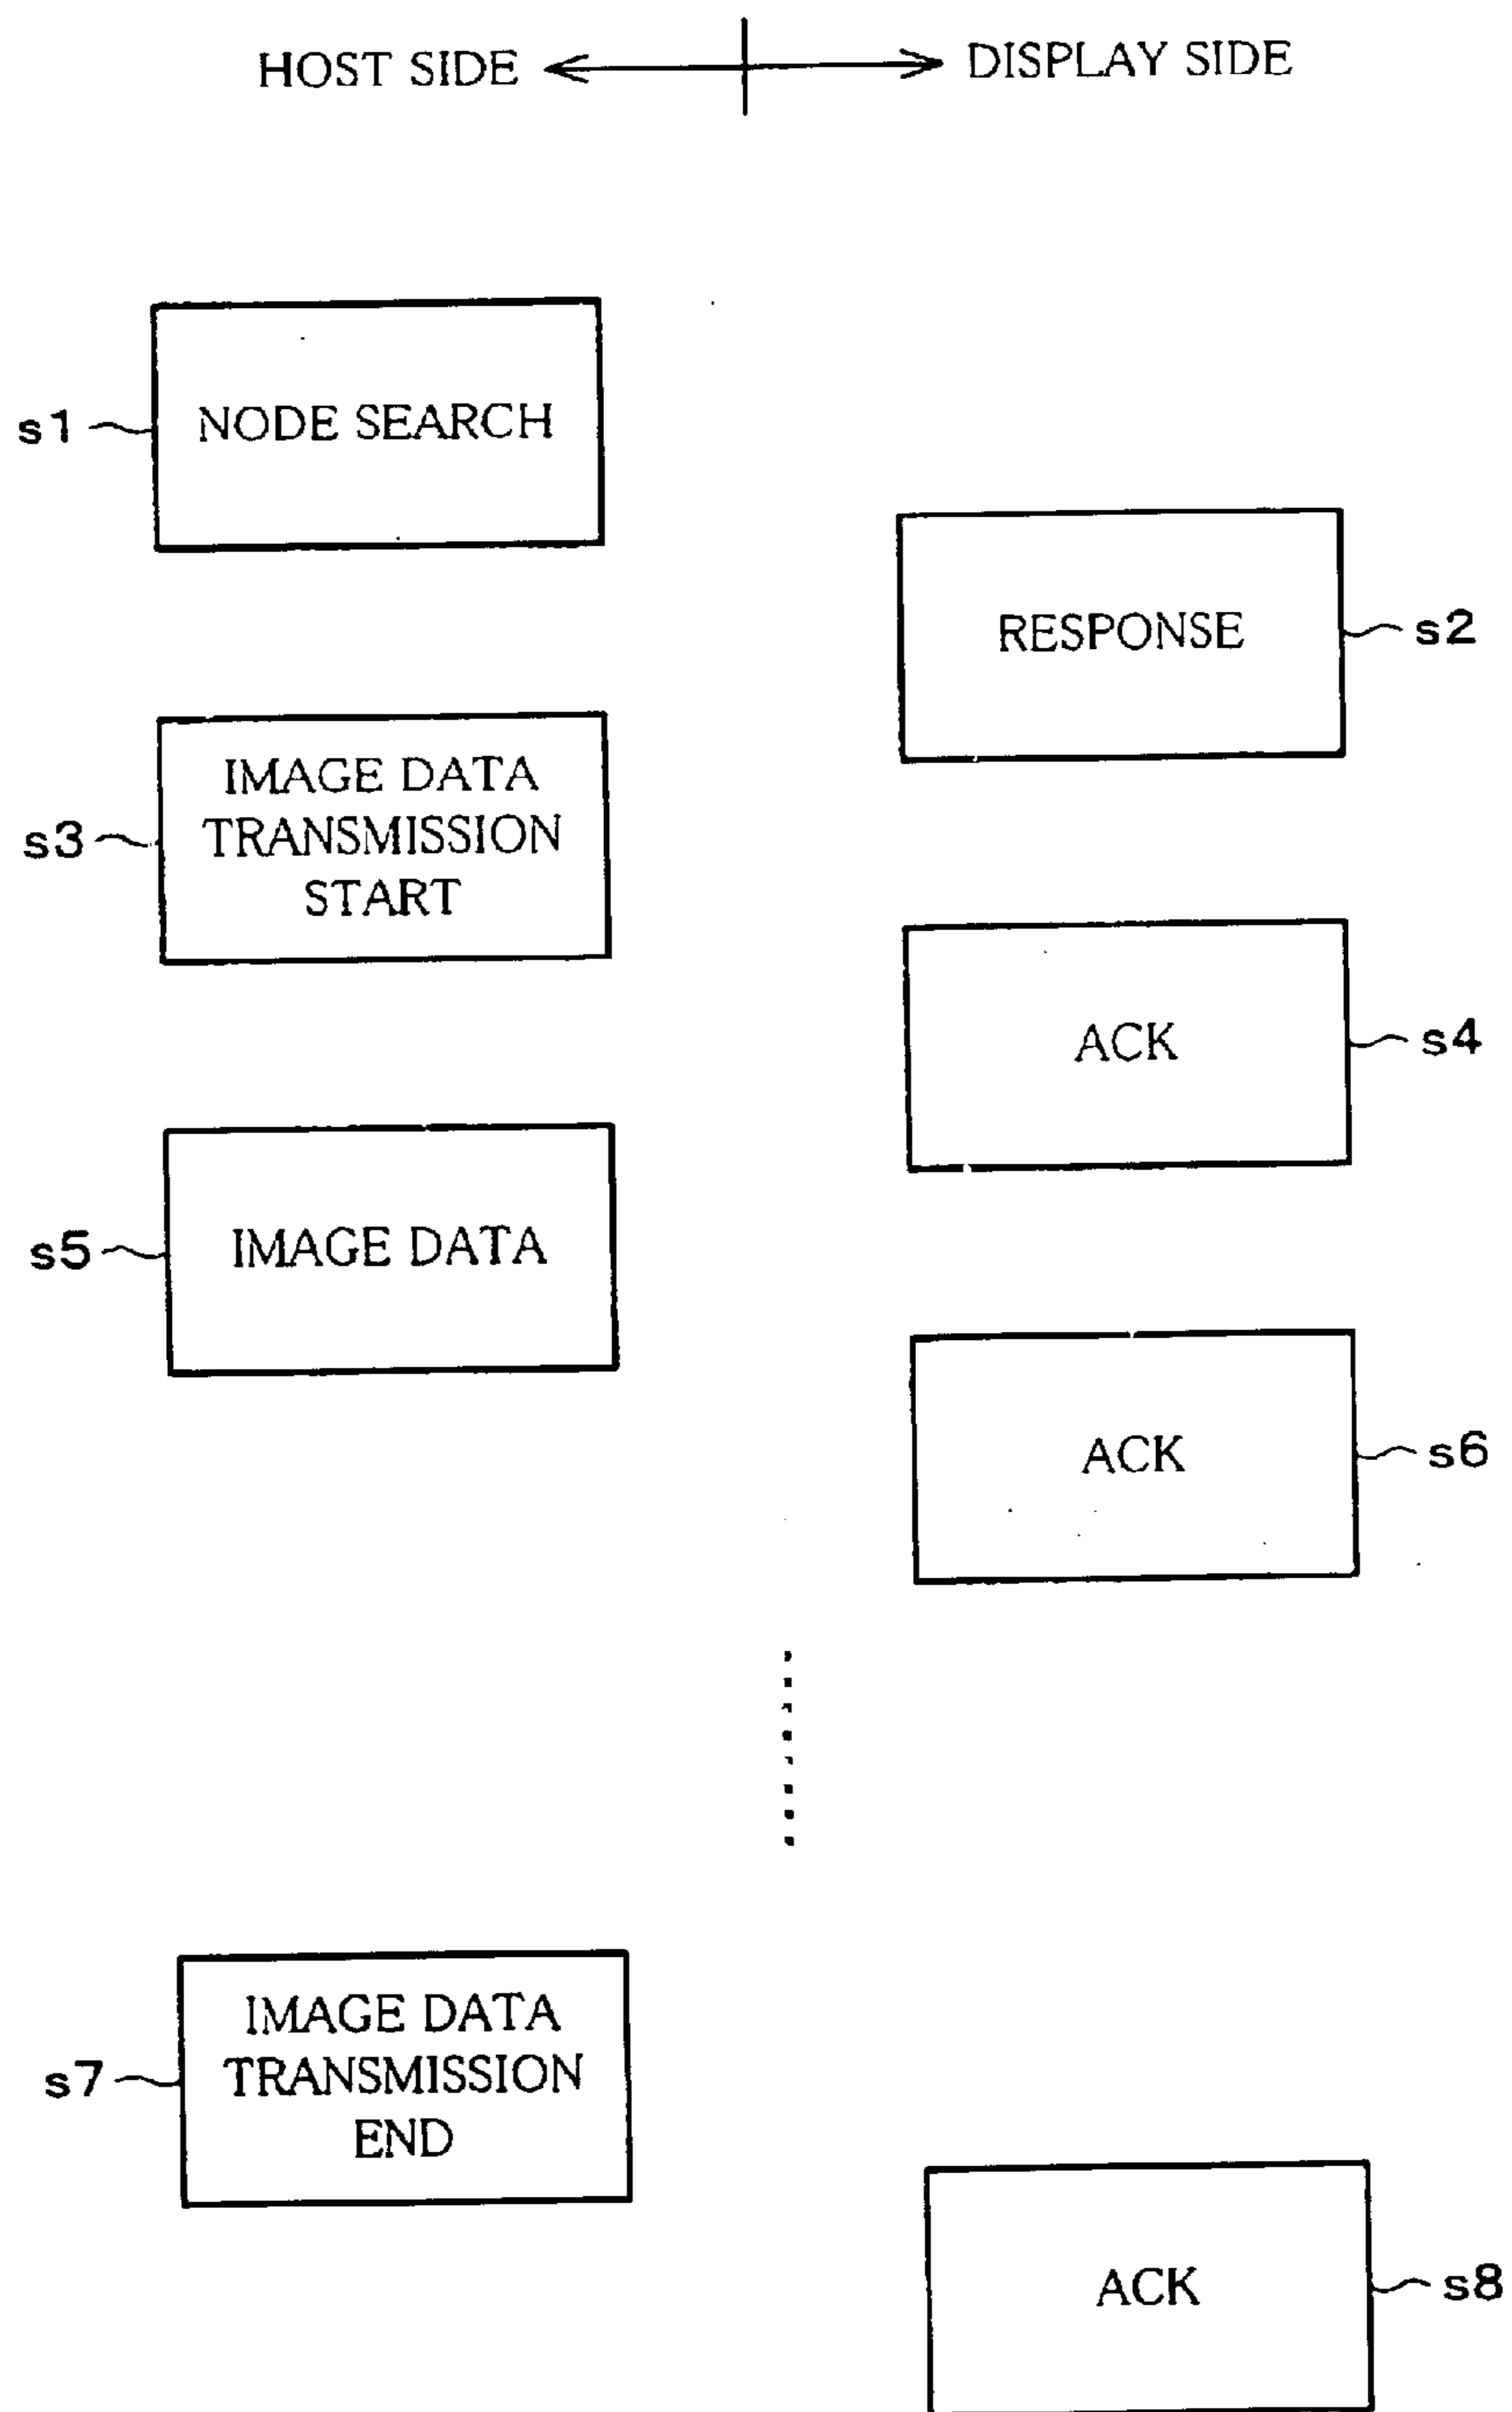 HOST SIDE
DISPLAY SIDE
s1
NODE SEARCH
RESPONSE
s2
s3
IMAGE DATA
TRANSMISSION
START
ACK
s4
s5
IMAGE DATA
ACK
s6
s7
IMAGE DATA
TRANSMISSION
END
ACK
s8